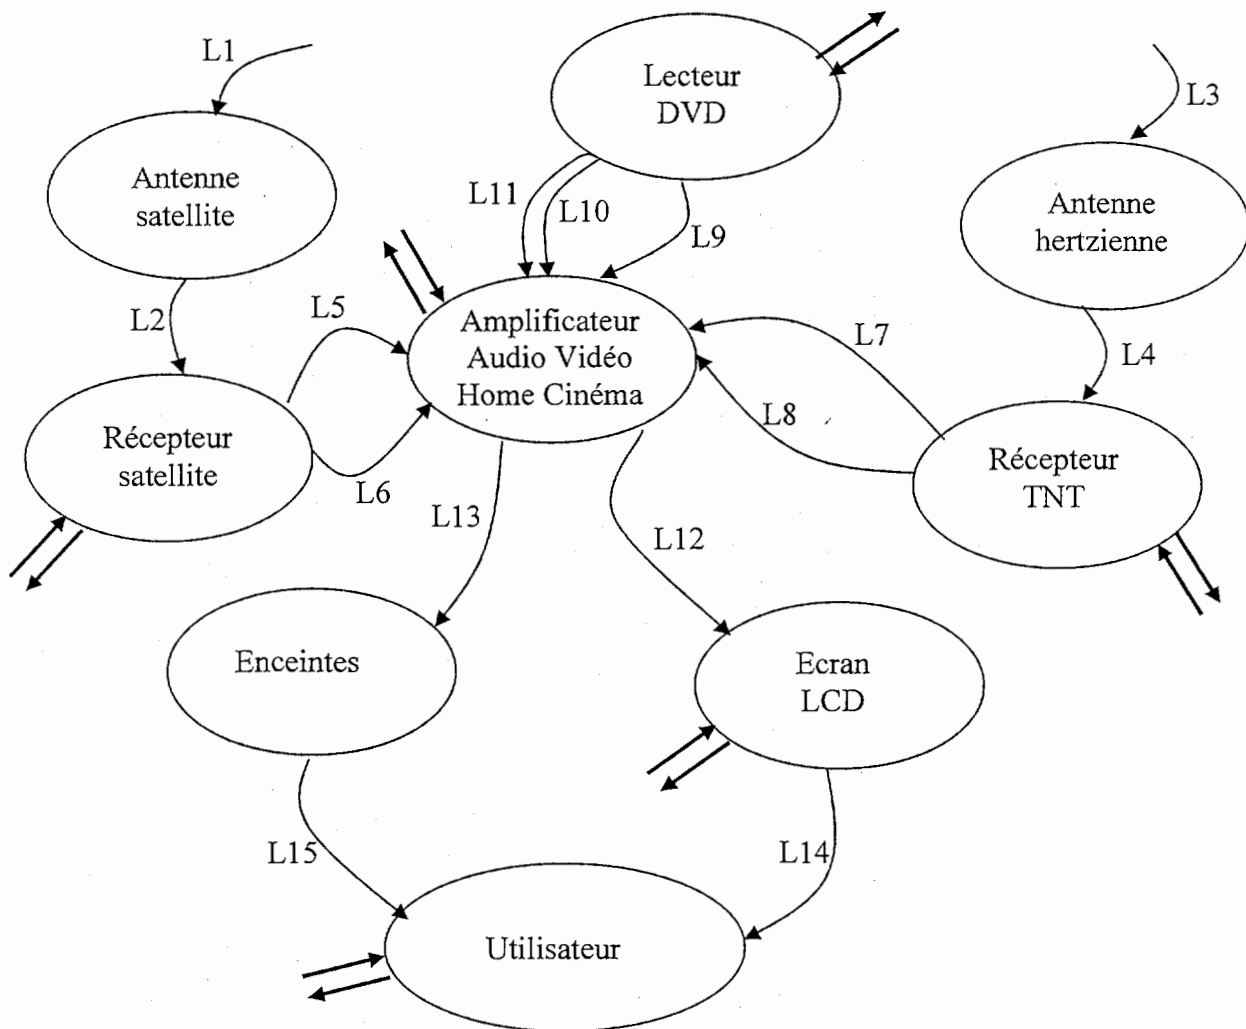 L1
Lecteur
DVD
L3
Antenne
satellite
L11
L10
L9
Antenne
hertzienne
L2
L5
Amplificateur
Audio Vidéo
Home Cinéma
L7
L4
L8
Récepteur
satellite
L6
Récepteur
TNT
L13
L12
Enceintes
Ecran
LCD
L15
L14
Utilisateur